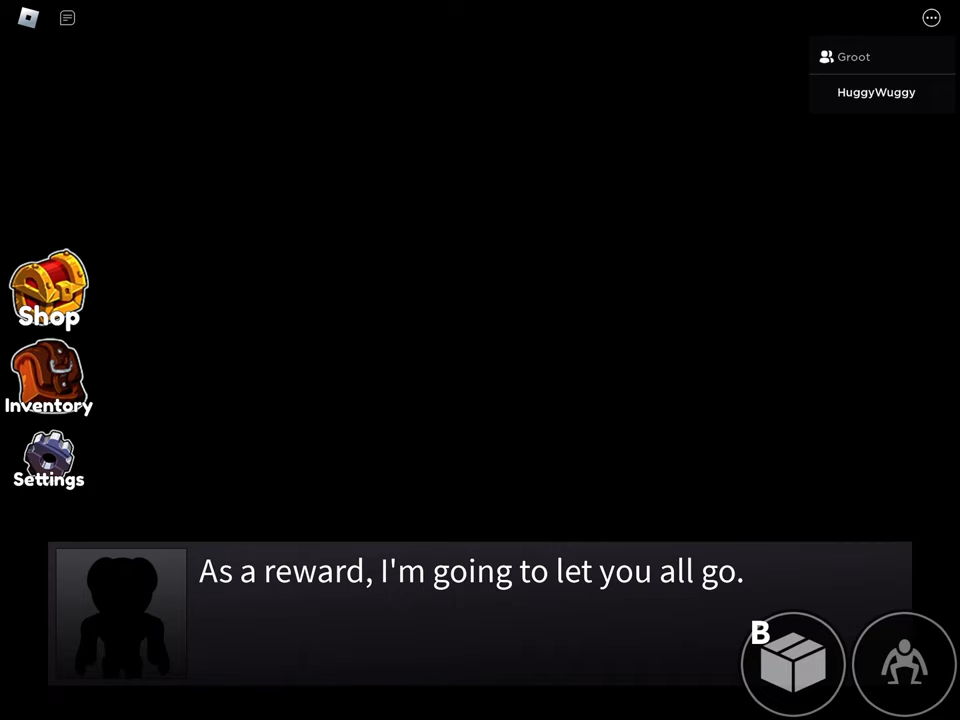 Groot
HuggyWuggy
Shop
Inventory
Settings
As a reward, I'm going to let you all go.
B